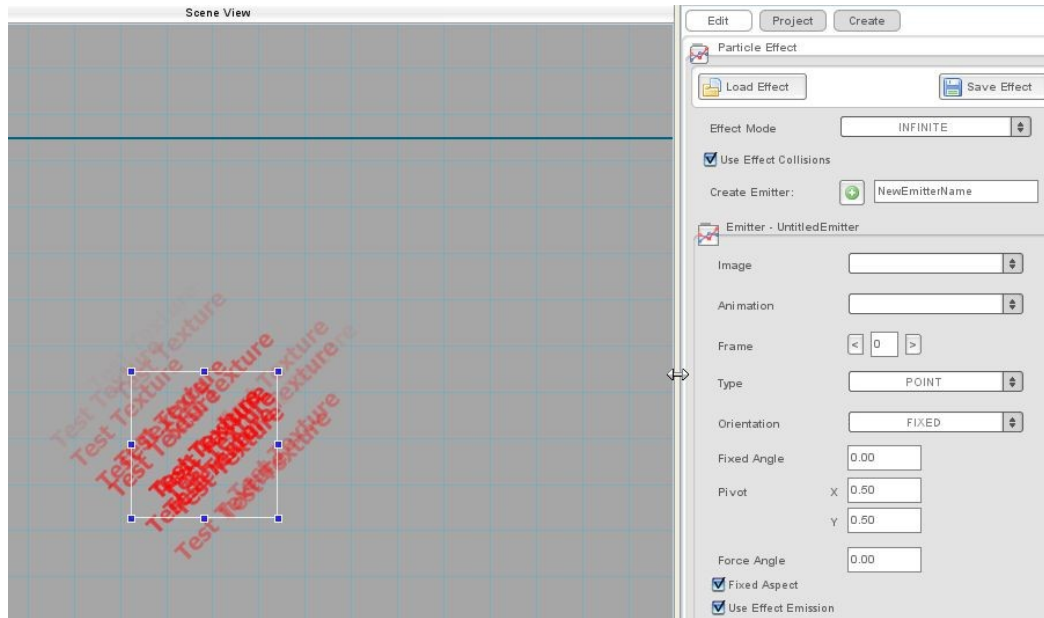 Scene View
Edit Project Create
Particle Effect
Load Effect Save Effect
Effect Mode INFINITE
Use Effect Collisions
Create Emitter: NewEmitterName
Emitter - UntitledEmitter
Image
Animation
Frame < 0 >
Type POINT
Orientation FIXED
Fixed Angle 0.00
Pivot X 0.50
Y 0.50
Force Angle 0.00
Fixed Aspect
Use Effect Emission
Test Texture
Test Texture
Test Texture
Test Texture